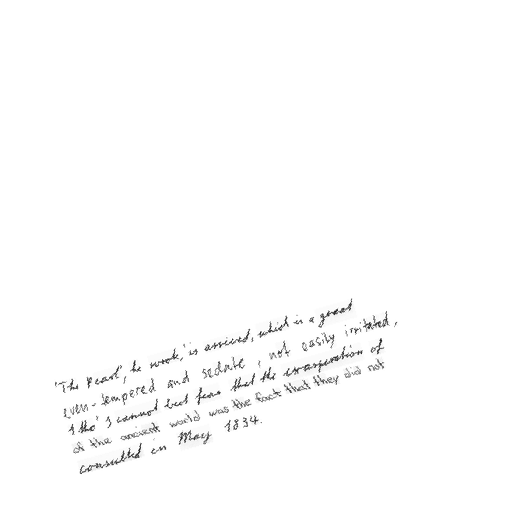 'The Pearl', he wrote, 'is arrived, which is a great
even-tempered and sedate, not easily irritated,
tho' I cannot but fear that the exasperation of
of the ancient world was the fact that they did not
consulted in May 1834.